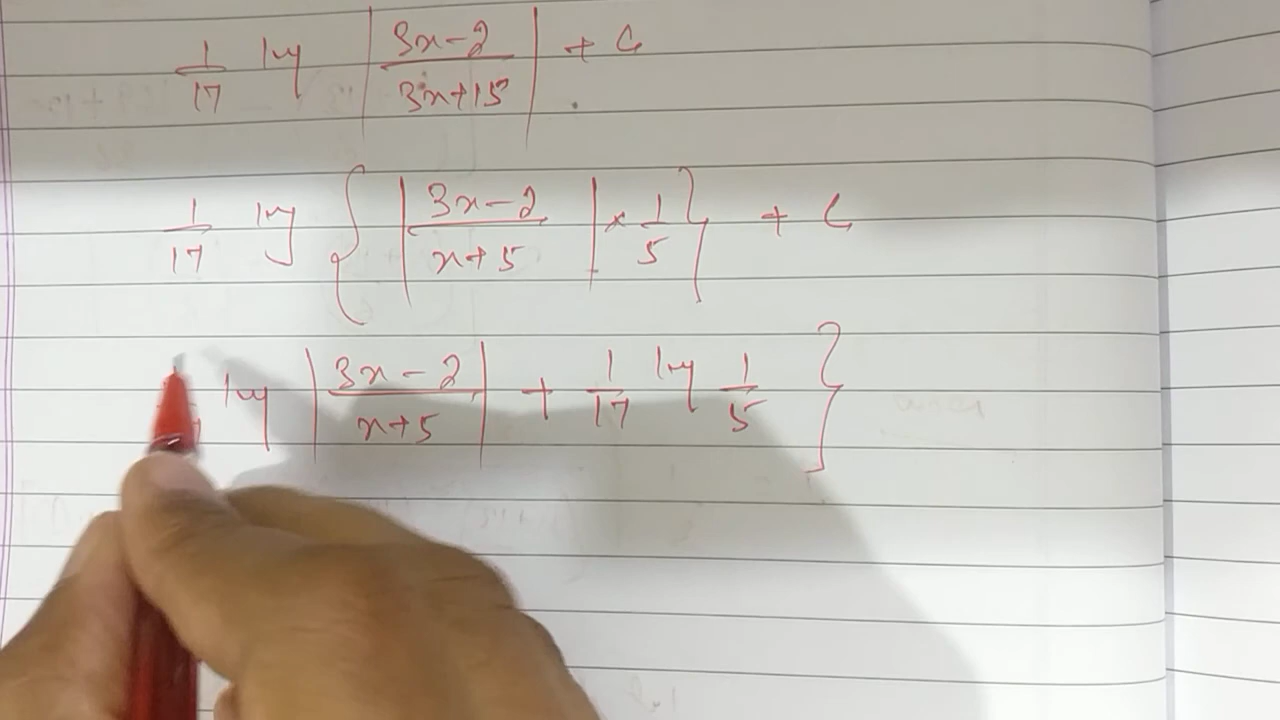 1/17 log |3x-2/3x+15| + C
1/17 log { |3x-2/x+5| × 1/5 } + C
log |3x-2/x+5| + 1/17 log 1/5 }